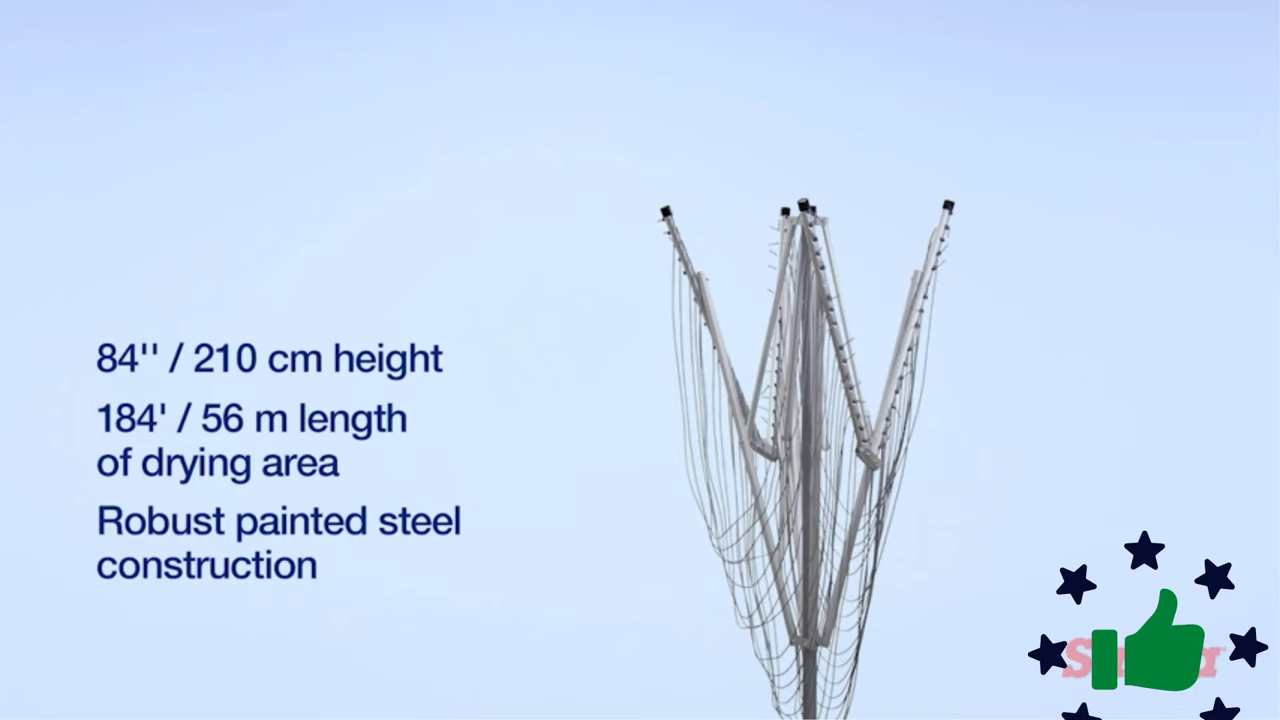 84'' / 210 cm height
184' / 56 m length
of drying area
Robust painted steel
construction